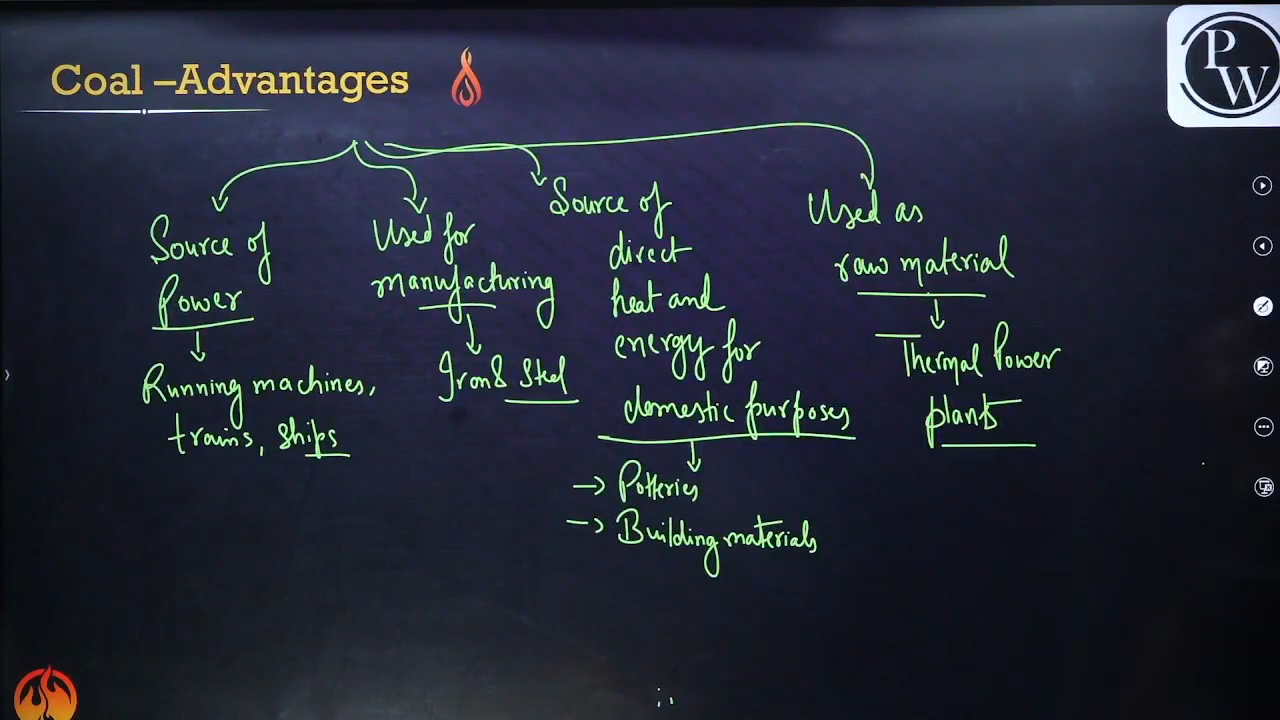 Coal –Advantages
PW
Source of
Power
Running machines,
trains, ships
Used for
manufacturing
Iron & Steel
Source of
direct
heat and
energy for
domestic purposes
→ Potteries
→ Building materials
Used as
raw material
Thermal Power
plants